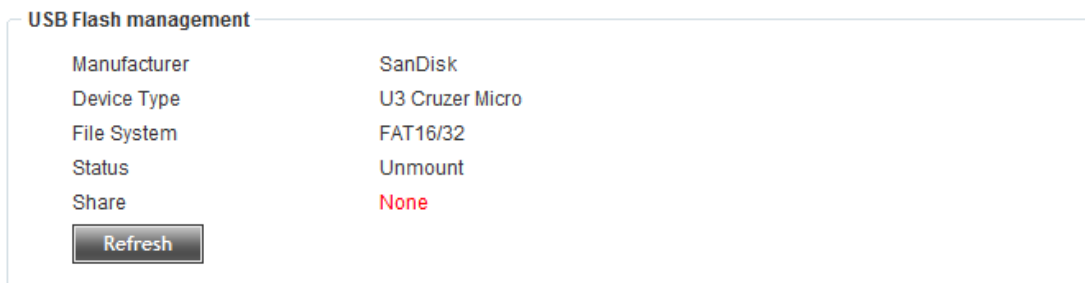 USB Flash management
Manufacturer SanDisk
Device Type U3 Cruzer Micro
File System FAT16/32
Status Unmount
Share None
Refresh